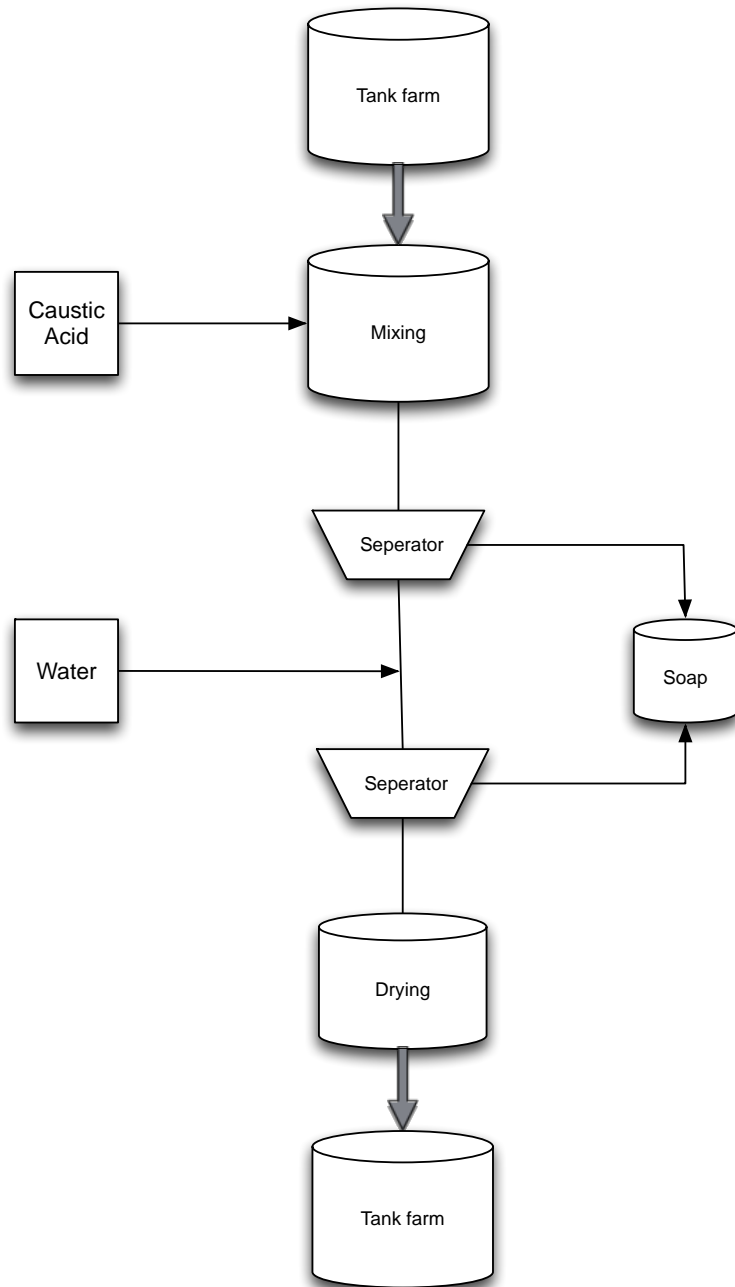 Tank farm
Caustic
Acid
Mixing
Seperator
Water
Soap
Seperator
Drying
Tank farm